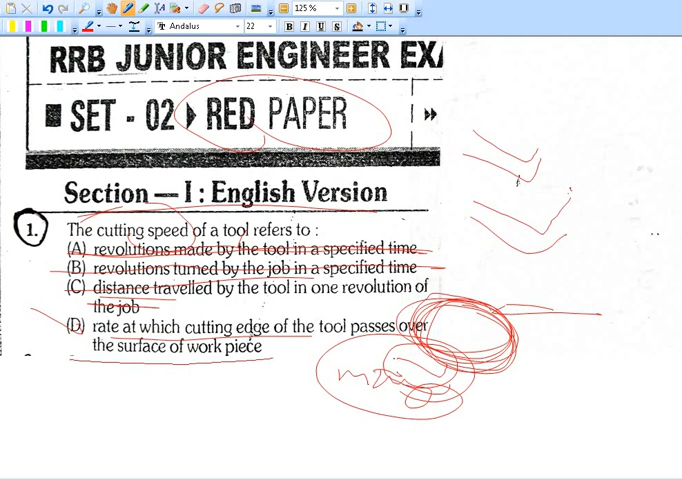 Andalus 22 B I U S 125 %
RRB JUNIOR ENGINEER EXA
SET - 02 RED PAPER
Section — I : English Version
1. The cutting speed of a tool refers to :
(A) revolutions made by the tool in a specified time
(B) revolutions turned by the job in a specified time
(C) distance travelled by the tool in one revolution of
the job
(D) rate at which cutting edge of the tool passes over
the surface of work piece